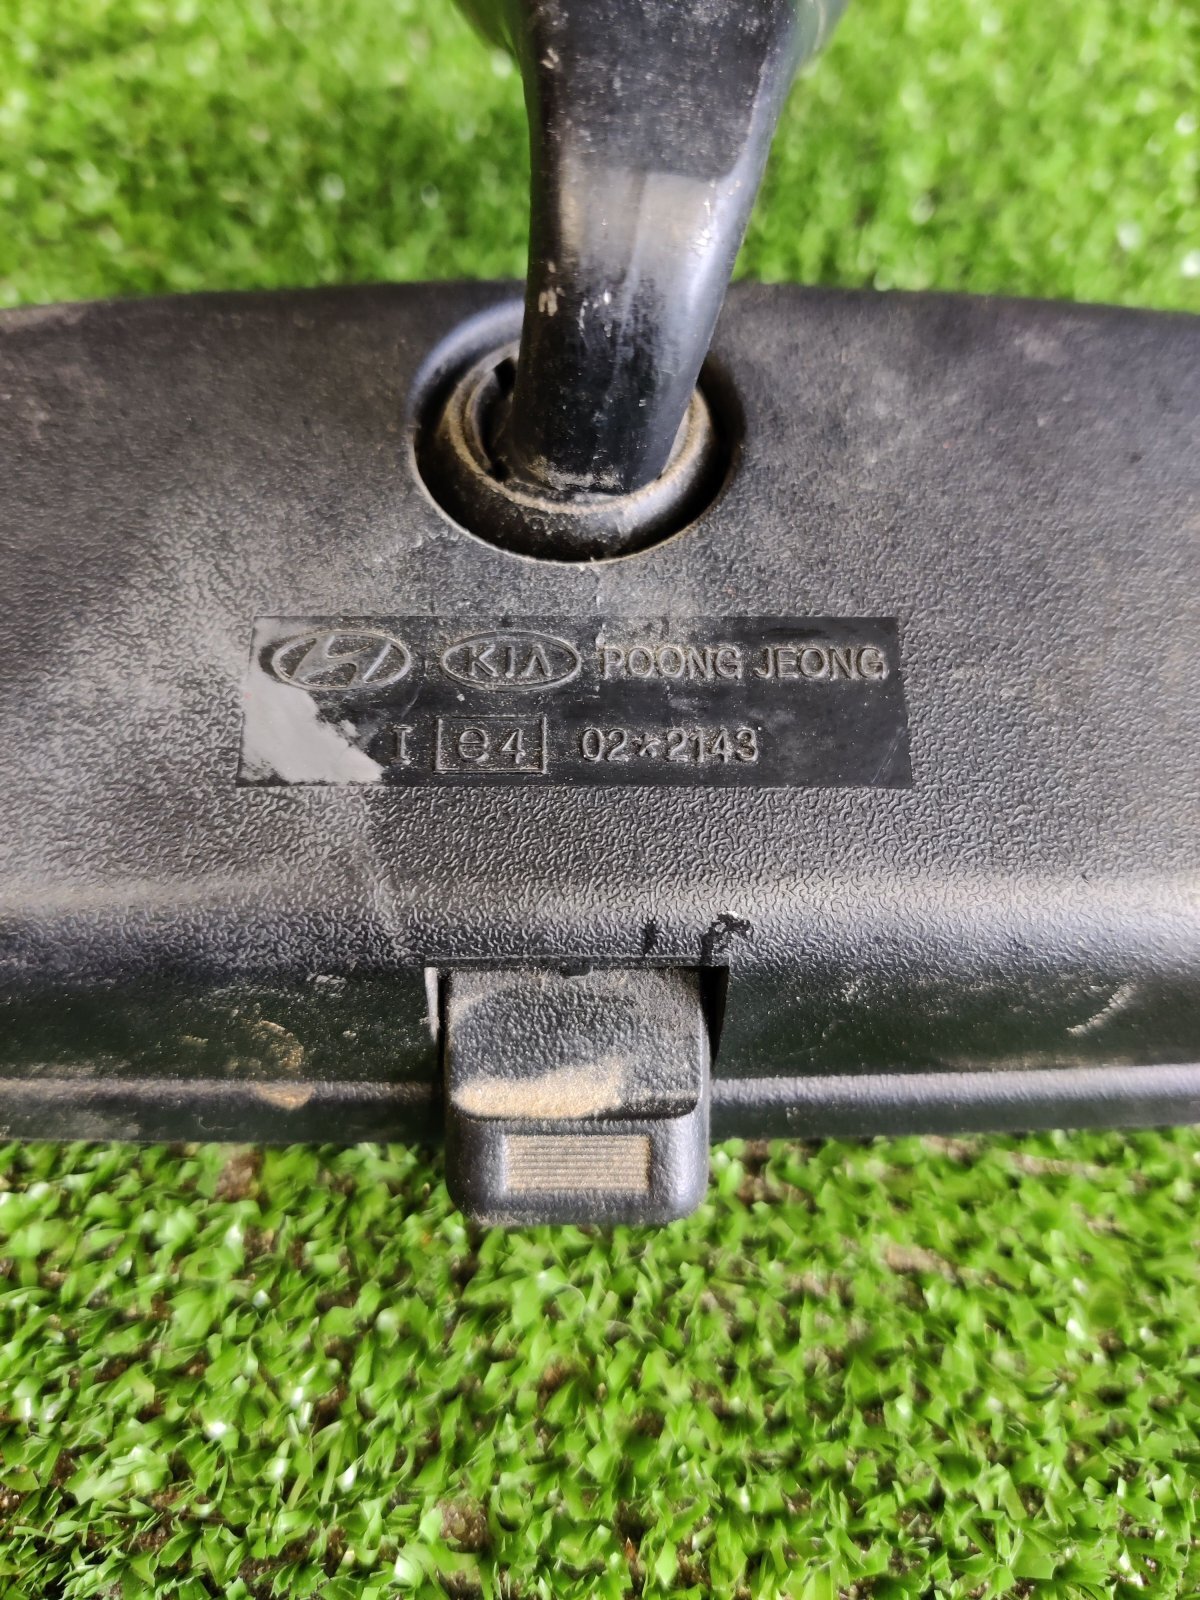 KIA POONG JEONG
I e4 02*2143